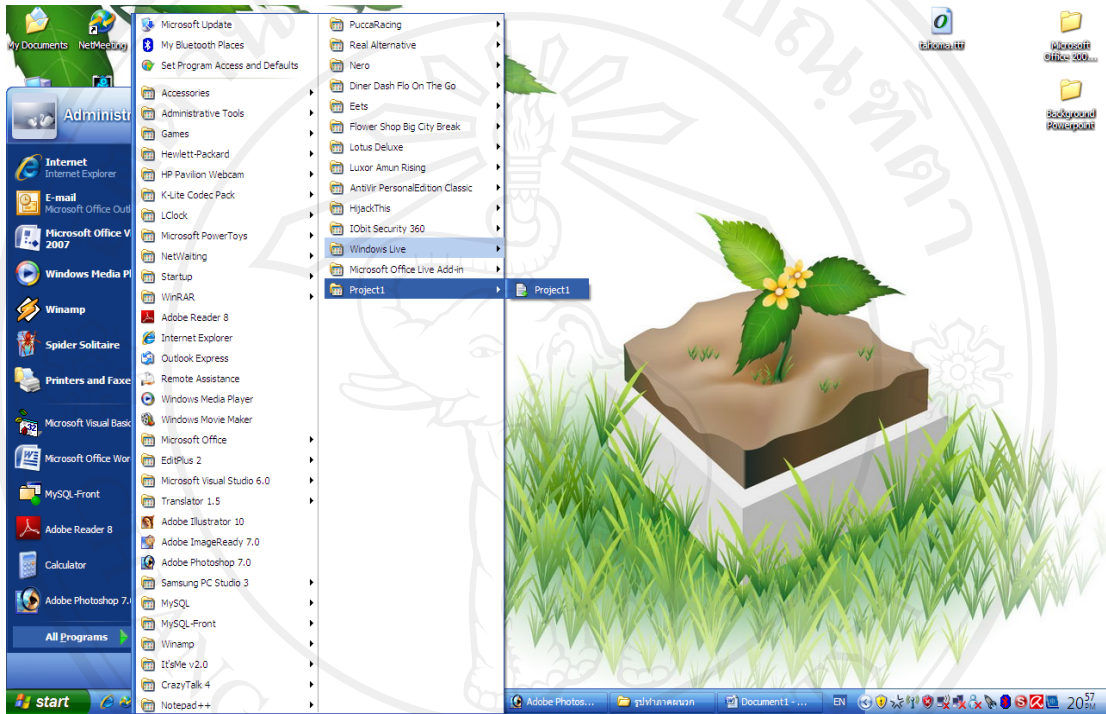 My Documents
NetMeeting
tahoma.ttf
Microsoft
Office 200...
Background
Powerpoint
Administr
Internet
Internet Explorer
E-mail
Microsoft Office Outl
Microsoft Office V
2007
Windows Media Pl
Winamp
Spider Solitaire
Printers and Faxe
Microsoft Visual Basic
Microsoft Office Wor
MySQL-Front
Adobe Reader 8
Calculator
Adobe Photoshop 7.0
All Programs
Microsoft Update
My Bluetooth Places
Set Program Access and Defaults
Accessories
Administrative Tools
Games
Hewlett-Packard
HP Pavilion Webcam
K-Lite Codec Pack
LClock
Microsoft PowerToys
NetWaiting
Startup
WinRAR
Adobe Reader 8
Internet Explorer
Outlook Express
Remote Assistance
Windows Media Player
Windows Movie Maker
Microsoft Office
EditPlus 2
Microsoft Visual Studio 6.0
Translator 1.5
Adobe Illustrator 10
Adobe ImageReady 7.0
Adobe Photoshop 7.0
Samsung PC Studio 3
MySQL
MySQL-Front
Winamp
It'sMe v2.0
CrazyTalk 4
Notepad++
PuccaRacing
Real Alternative
Nero
Diner Dash Flo On The Go
Eets
Flower Shop Big City Break
Lotus Deluxe
Luxor Amun Rising
AntiVir PersonalEdition Classic
HijackThis
IObit Security 360
Windows Live
Microsoft Office Live Add-in
Project1
Project1
start
Adobe Photos...
รูปทำภาคผนวก
Document1 - ...
EN
20 57 PM